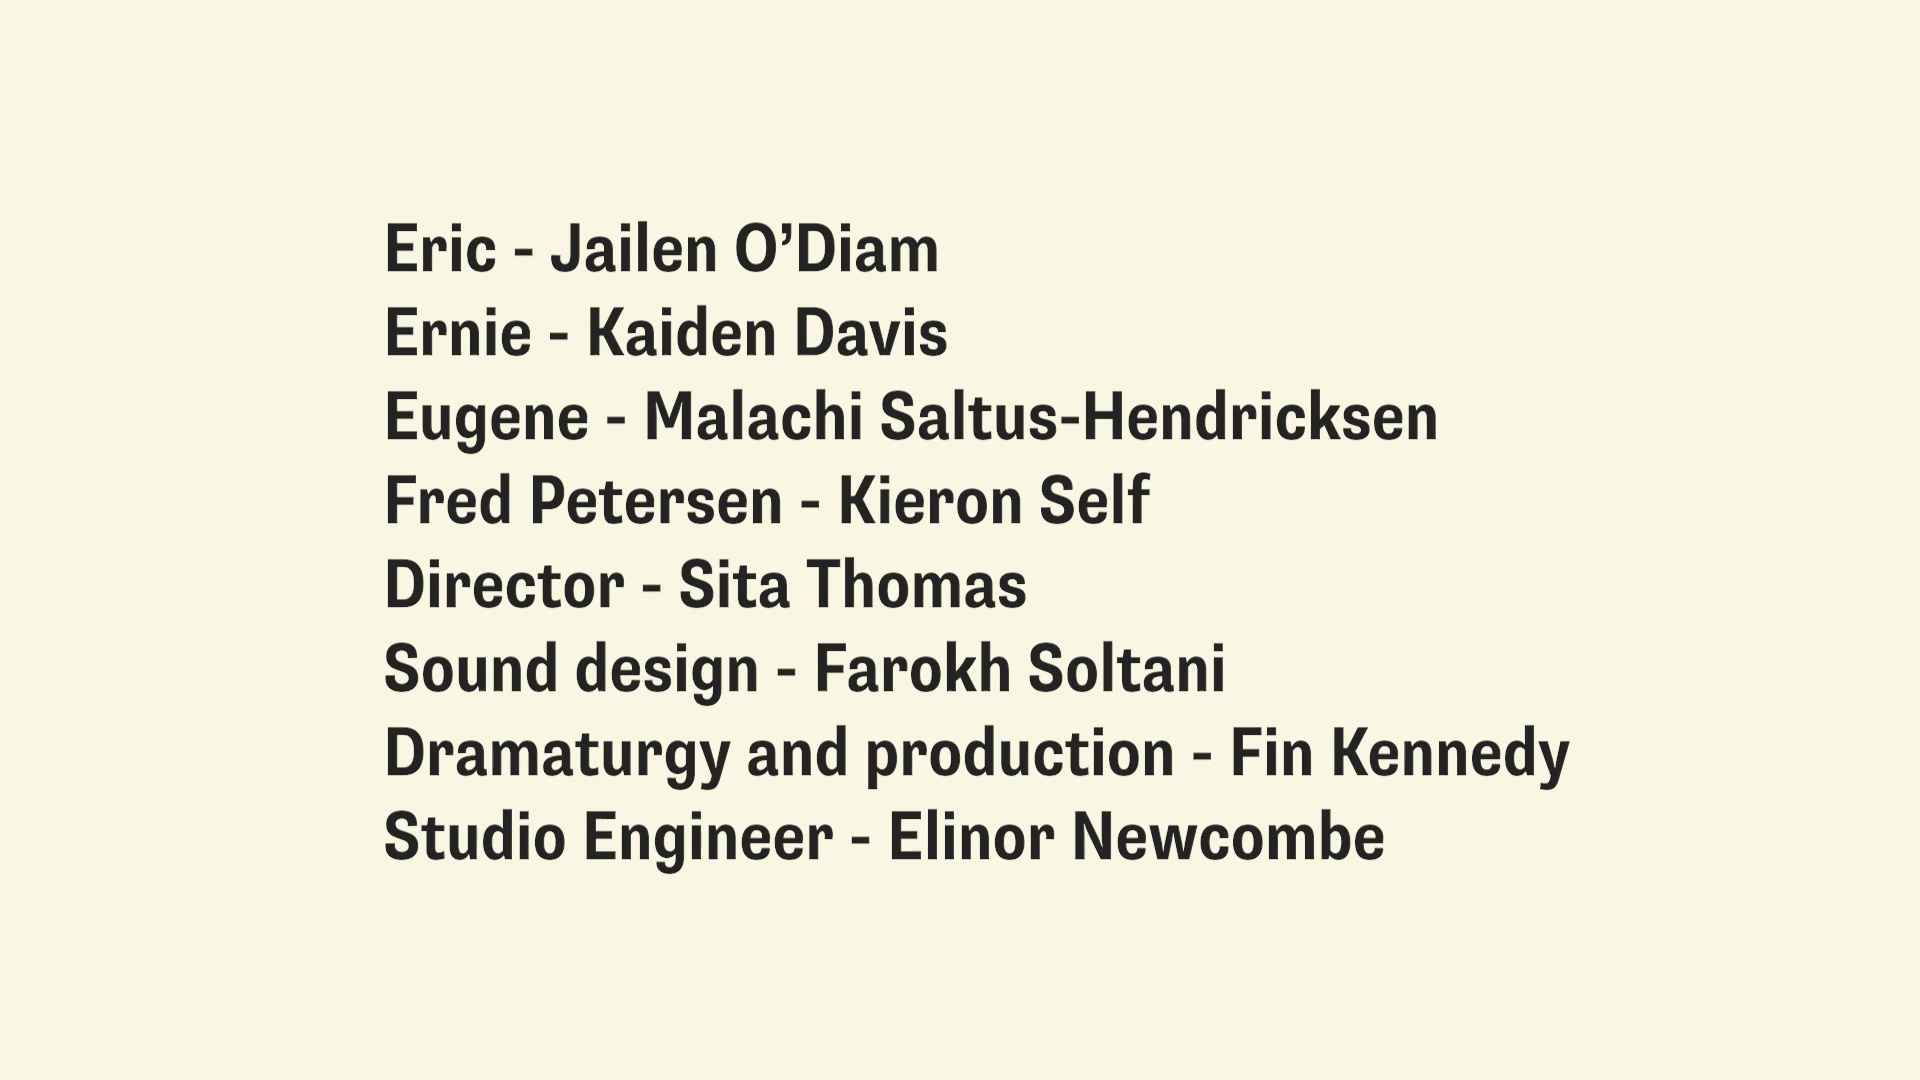 Eric - Jailen O’Diam
Ernie - Kaiden Davis
Eugene - Malachi Saltus-Hendricksen
Fred Petersen - Kieron Self
Director - Sita Thomas
Sound design - Farokh Soltani
Dramaturgy and production - Fin Kennedy
Studio Engineer - Elinor Newcombe